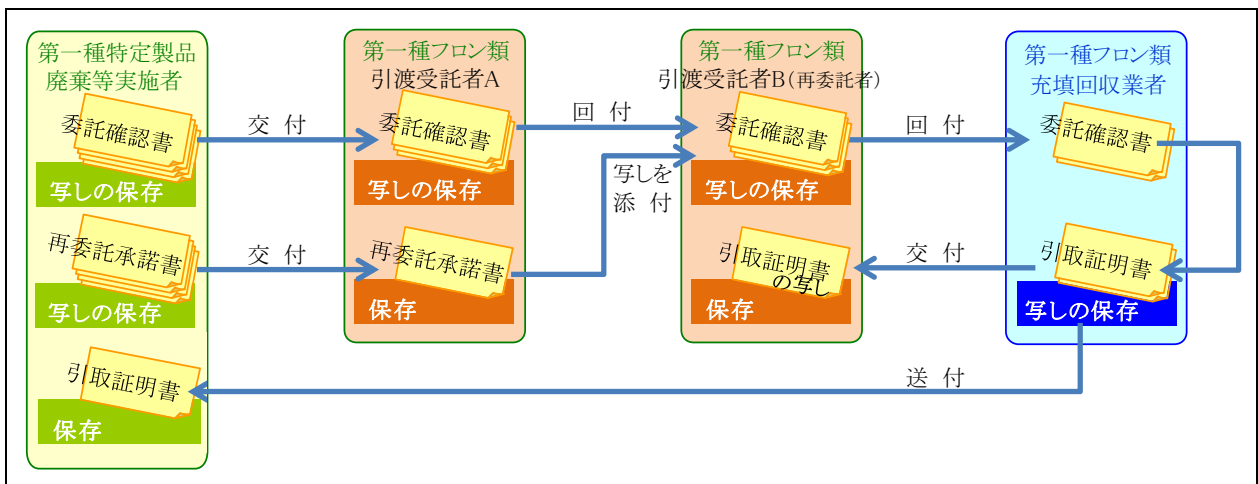 第一種特定製品
廃棄等実施者
委託確認書
写しの保存
再委託承諾書
写しの保存
引取証明書
保存
交 付
交 付
第一種フロン類
引渡受託者A
委託確認書
写しの保存
再委託承諾書
保存
回 付
写しを
添 付
第一種フロン類
引渡受託者B(再委託者)
委託確認書
写しの保存
引取証明書
の写し
保存
回 付
交 付
送 付
第一種フロン類
充填回収業者
委託確認書
引取証明書
写しの保存